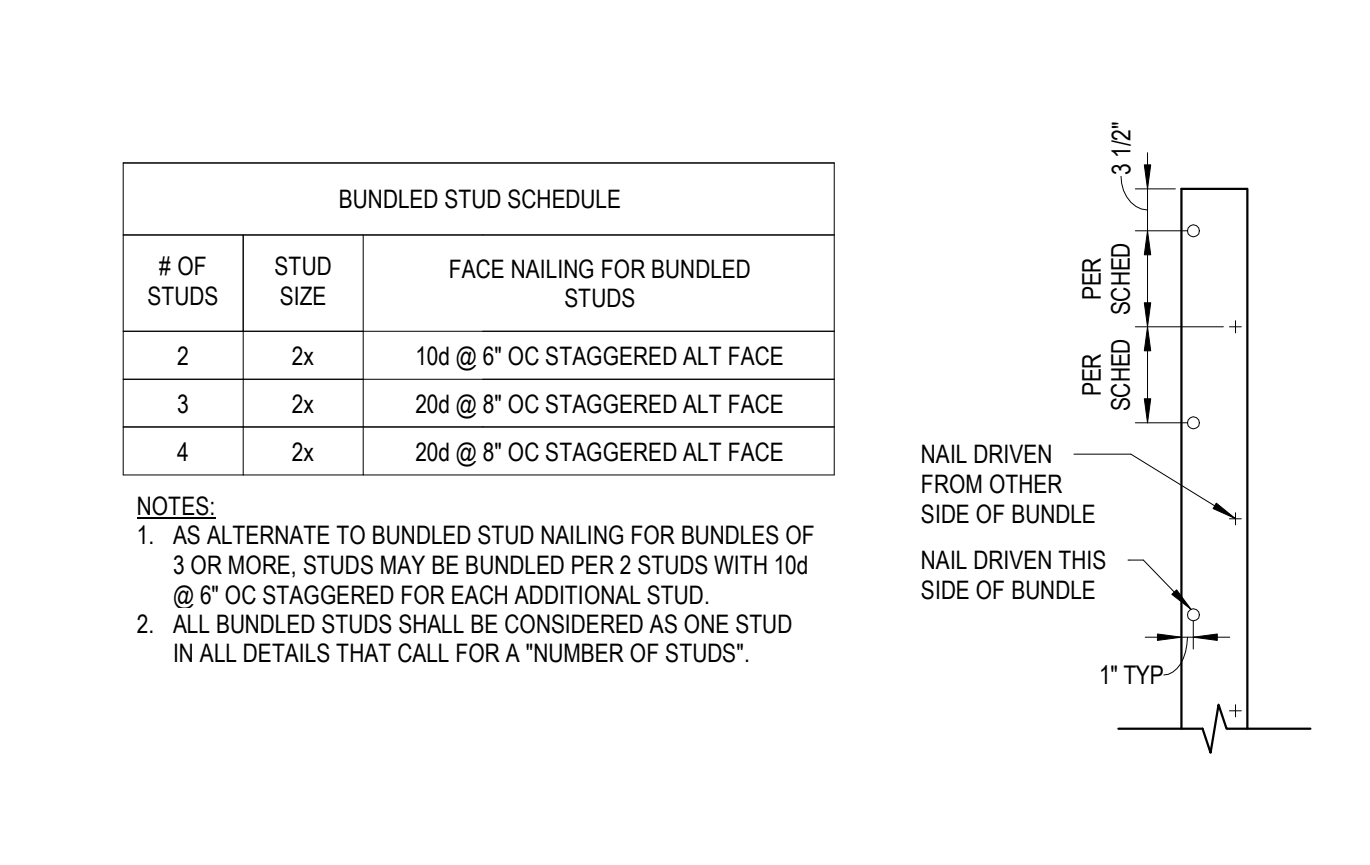 BUNDLED STUD SCHEDULE
# OF
STUDS
STUD
SIZE
FACE NAILING FOR BUNDLED
STUDS
2 2x 10d @ 6" OC STAGGERED ALT FACE
3 2x 20d @ 8" OC STAGGERED ALT FACE
4 2x 20d @ 8" OC STAGGERED ALT FACE
NOTES:
1. AS ALTERNATE TO BUNDLED STUD NAILING FOR BUNDLES OF
3 OR MORE, STUDS MAY BE BUNDLED PER 2 STUDS WITH 10d
@ 6" OC STAGGERED FOR EACH ADDITIONAL STUD.
2. ALL BUNDLED STUDS SHALL BE CONSIDERED AS ONE STUD
IN ALL DETAILS THAT CALL FOR A "NUMBER OF STUDS".
3 1/2"
PER
SCHED
PER
SCHED
NAIL DRIVEN
FROM OTHER
SIDE OF BUNDLE
NAIL DRIVEN THIS
SIDE OF BUNDLE
1" TYP